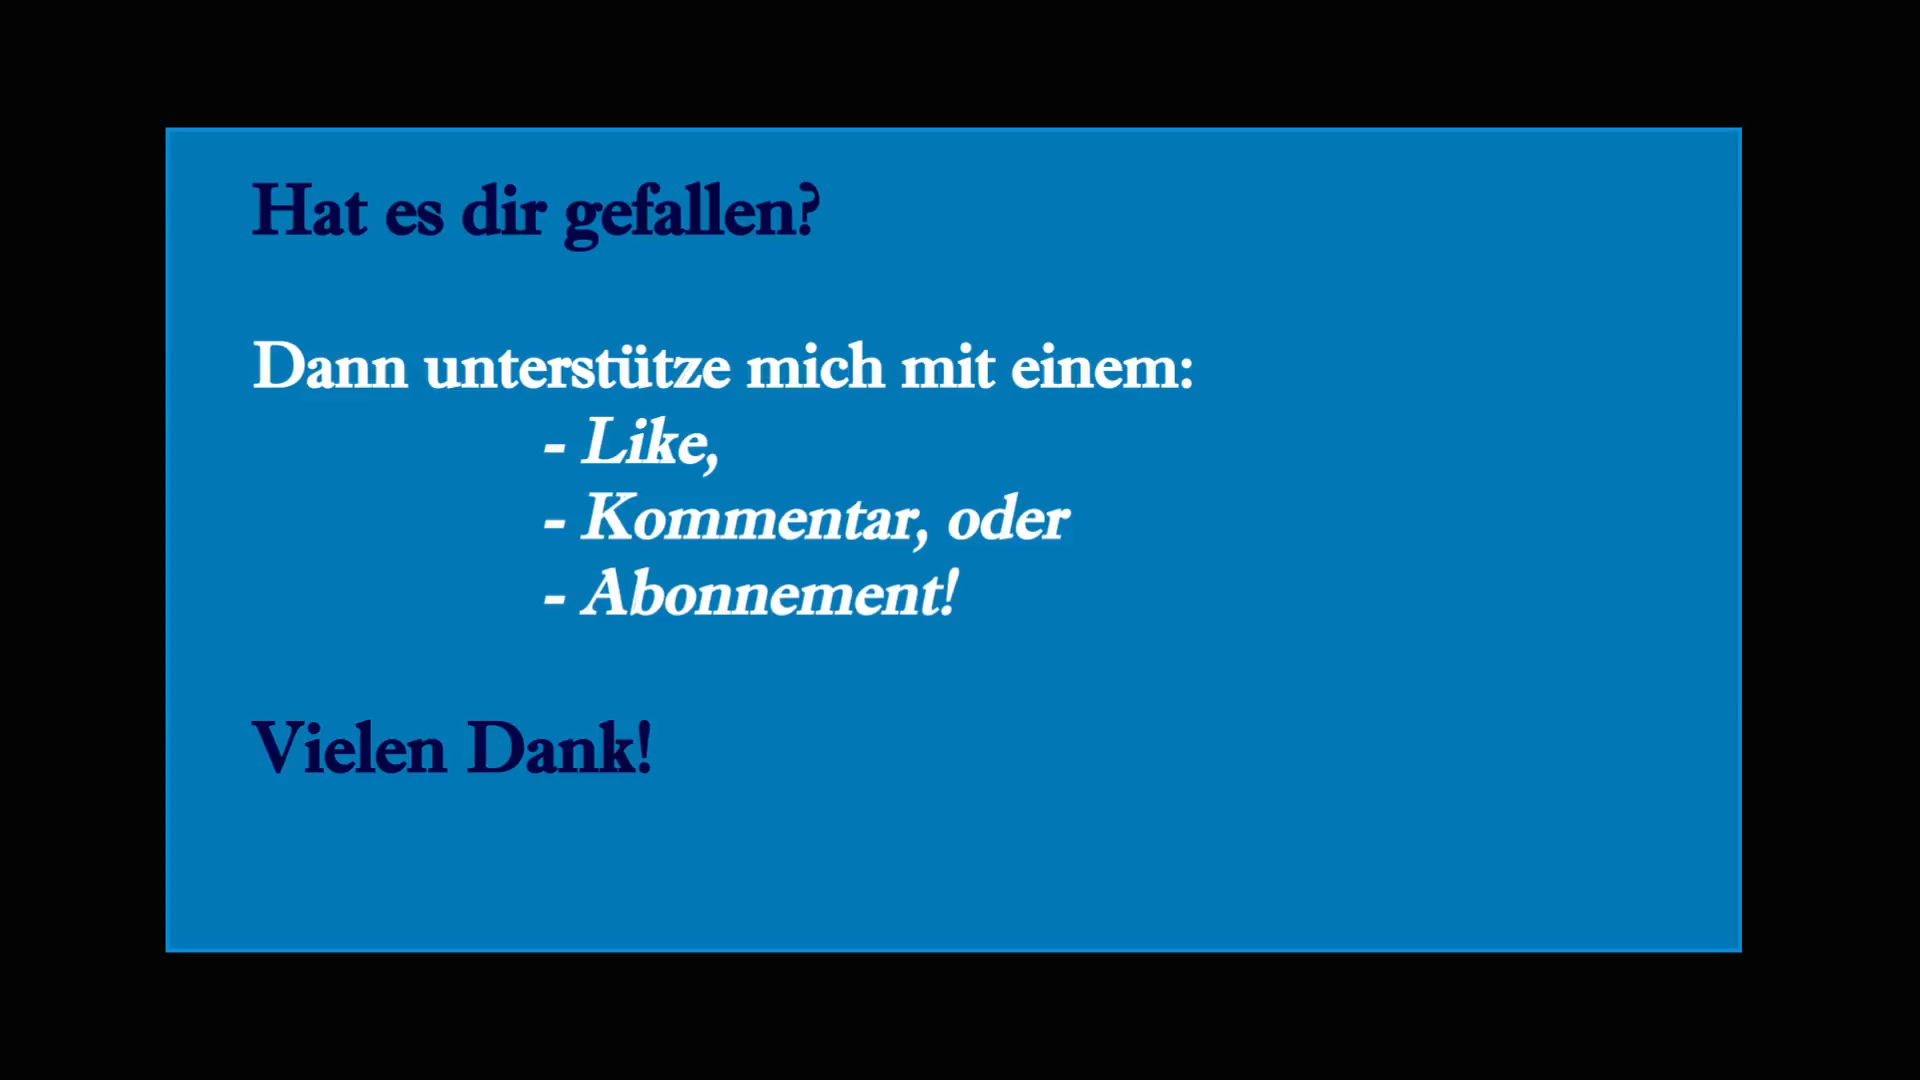 Hat es dir gefallen?
Dann unterstütze mich mit einem:
- Like,
- Kommentar, oder
- Abonnement!
Vielen Dank!